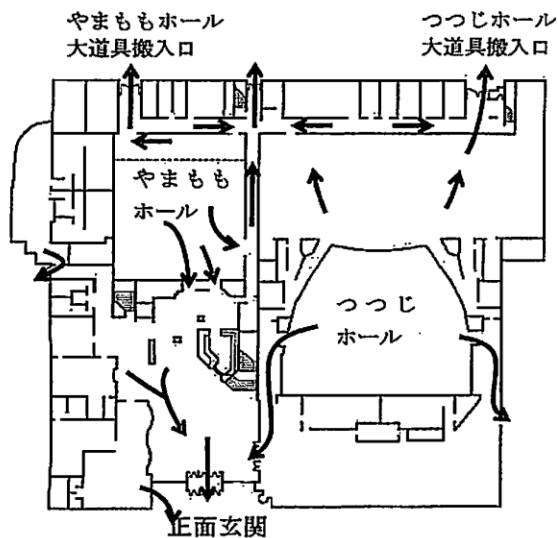 やまももホール
大道具搬入口
つつじホール
大道具搬入口
やまもも
ホール
つつじ
ホール
正面玄関